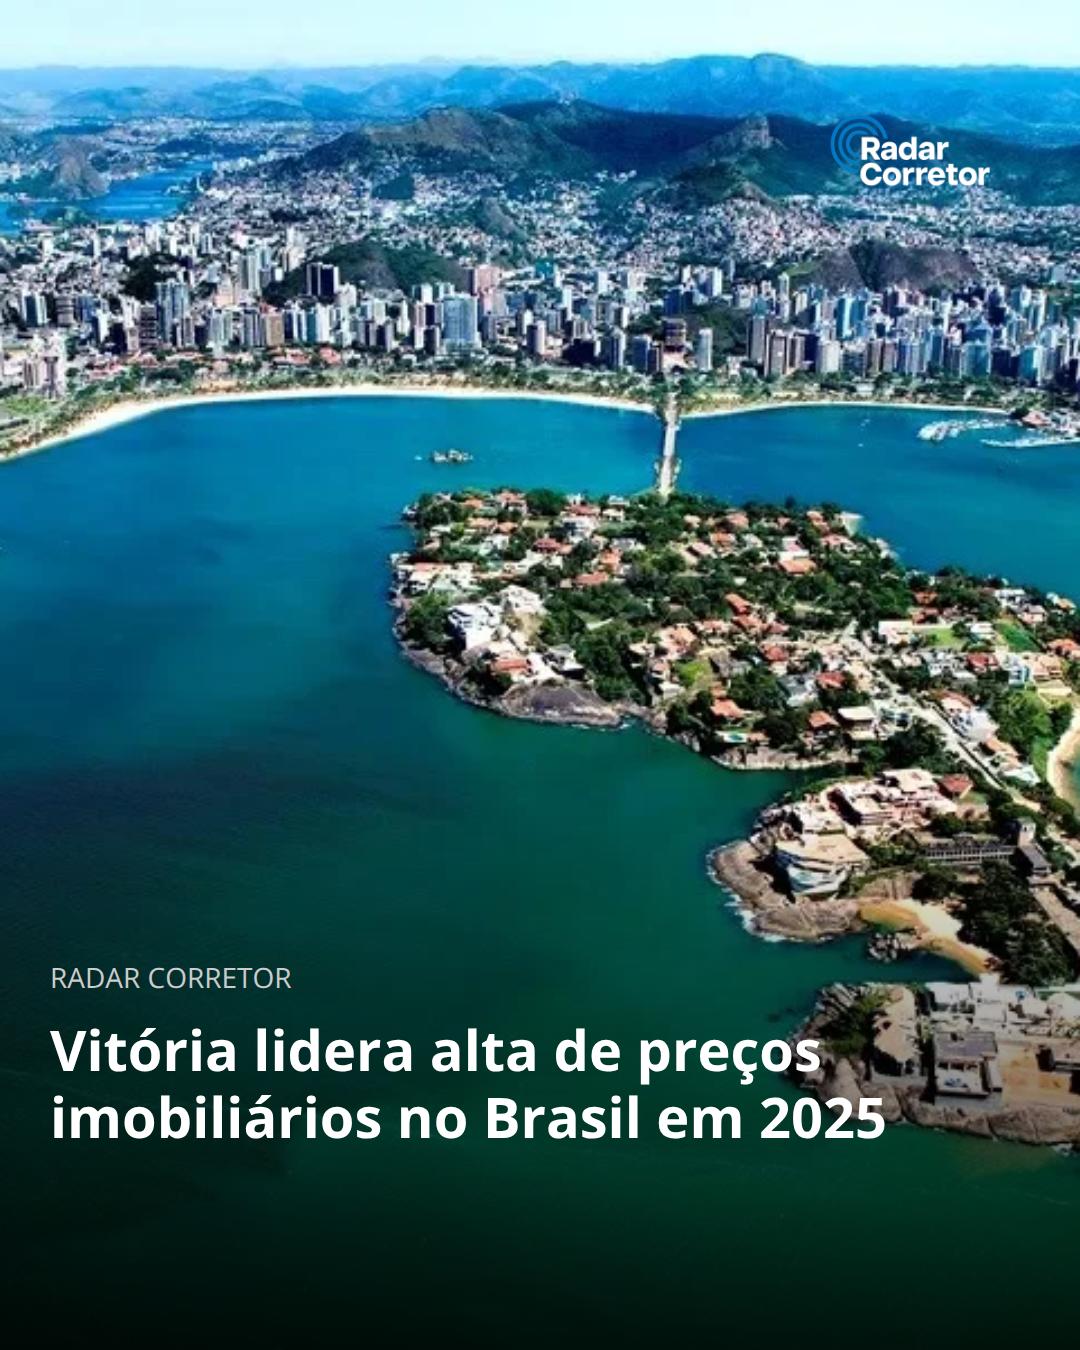 Radar
Corretor
RADAR CORRETOR
Vitória lidera alta de preços
imobiliários no Brasil em 2025